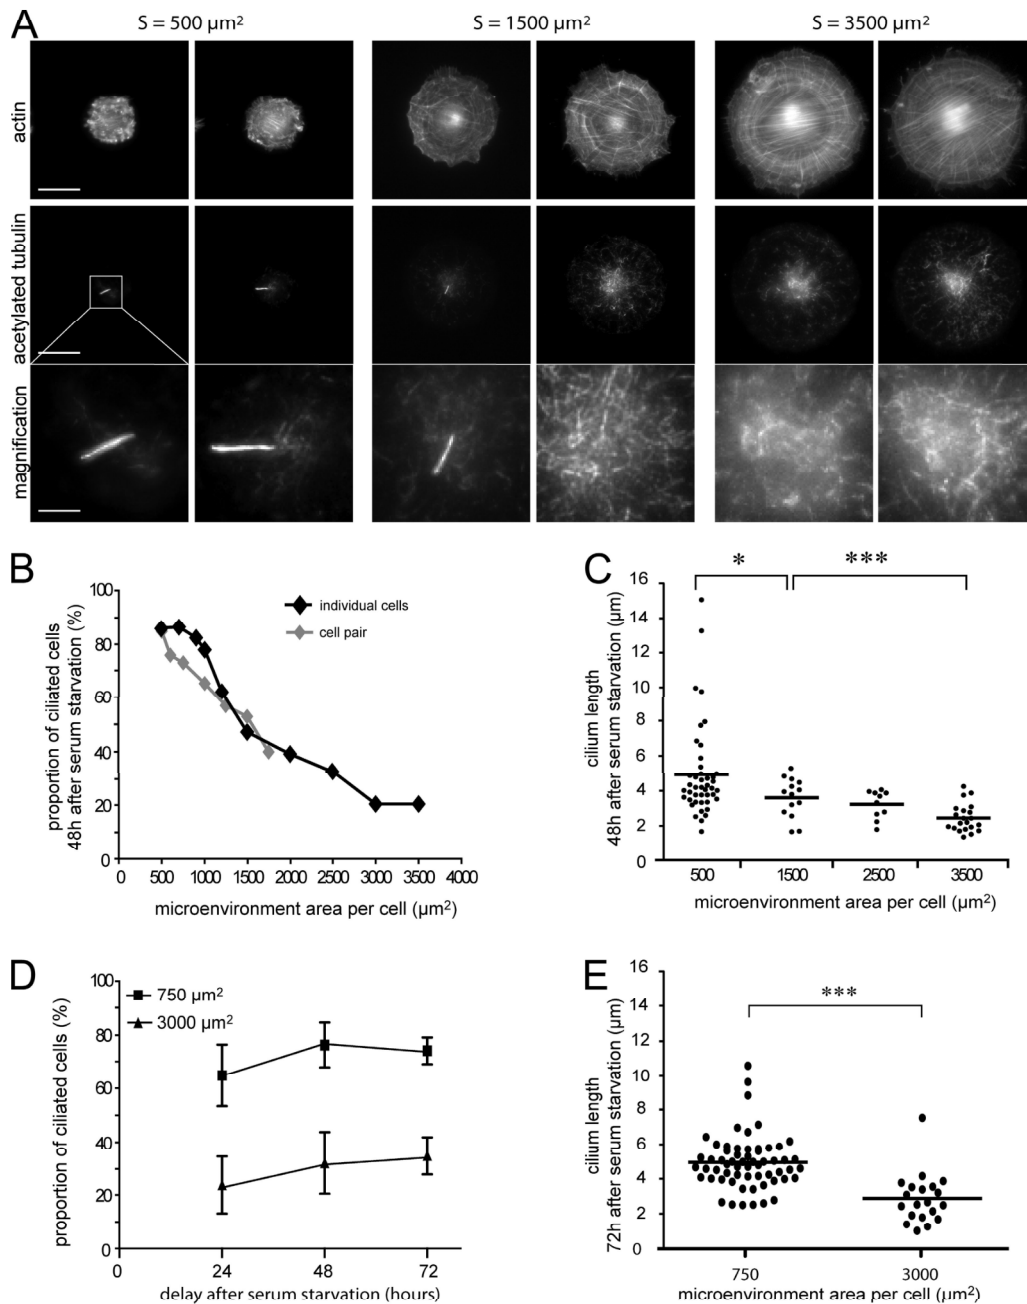 A
S = 500 µm²
S = 1500 µm²
S = 3500 µm²
actin
acetylated tubulin
magnification
B
proportion of ciliated cells
48h after serum starvation (%)
100
80
60
40
20
0
individual cells
cell pair
0 500 1000 1500 2000 2500 3000 3500 4000
microenvironment area per cell (µm²)
C
* ***
cilium length
48h after serum starvation (µm)
16
14
12
10
8
6
4
2
0
500 1500 2500 3500
microenvironment area per cell (µm²)
D
proportion of ciliated cells (%)
100
80
60
40
20
0
750 µm²
3000 µm²
0 24 48 72
delay after serum starvation (hours)
E
***
cilium length
72h after serum starvation (µm)
16
14
12
10
8
6
4
2
0
750 3000
microenvironment area per cell (µm²)